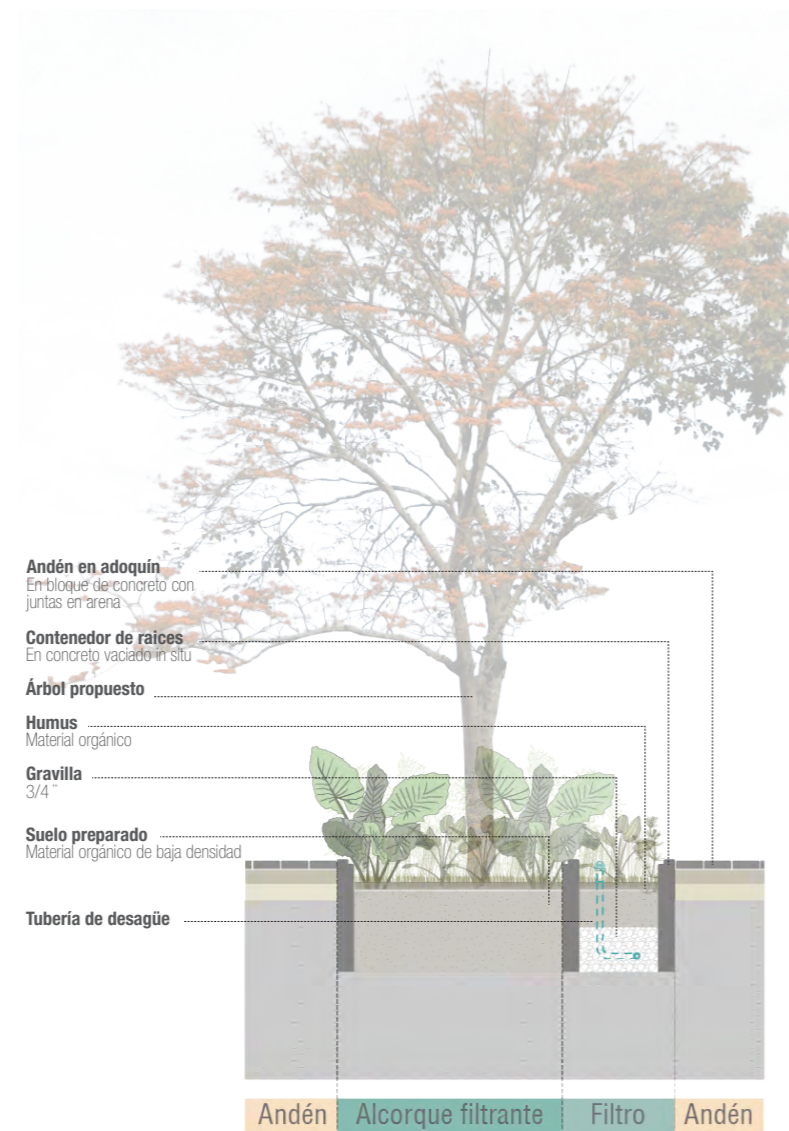 Andén en adoquín
En bloque de concreto con
juntas en arena
Contenedor de raices
En concreto vaciado in situ
Árbol propuesto
Humus
Material orgánico
Gravilla
3/4 ¨
Suelo preparado
Material orgánico de baja densidad
Tubería de desagüe
Andén Alcorque filtrante Filtro Andén